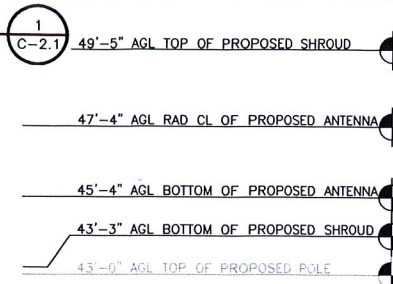 1
C-2.1
49'-5" AGL TOP OF PROPOSED SHROUD
47'-4" AGL RAD CL OF PROPOSED ANTENNA
45'-4" AGL BOTTOM OF PROPOSED ANTENNA
43'-3" AGL BOTTOM OF PROPOSED SHROUD
43'-0" AGL TOP OF PROPOSED POLE